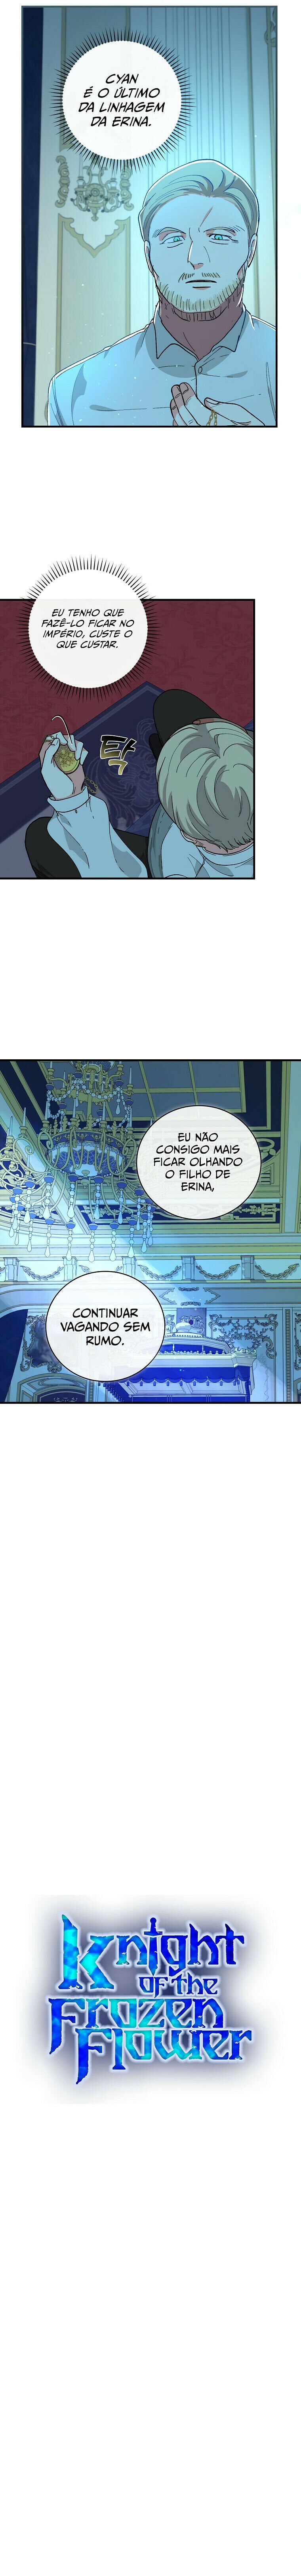 CYAN
É O ÚLTIMO
DA LINHAGEM
DA ERINA.
EU TENHO QUE
FAZÊ-LO FICAR NO
IMPÉRIO, CUSTE O
QUE CUSTAR.
탁
EU NÃO
CONSIGO MAIS
FICAR OLHANDO
O FILHO DE
ERINA,
CONTINUAR
VAGANDO SEM
RUMO.
Knight
OF the
FROZEN
FLOWER